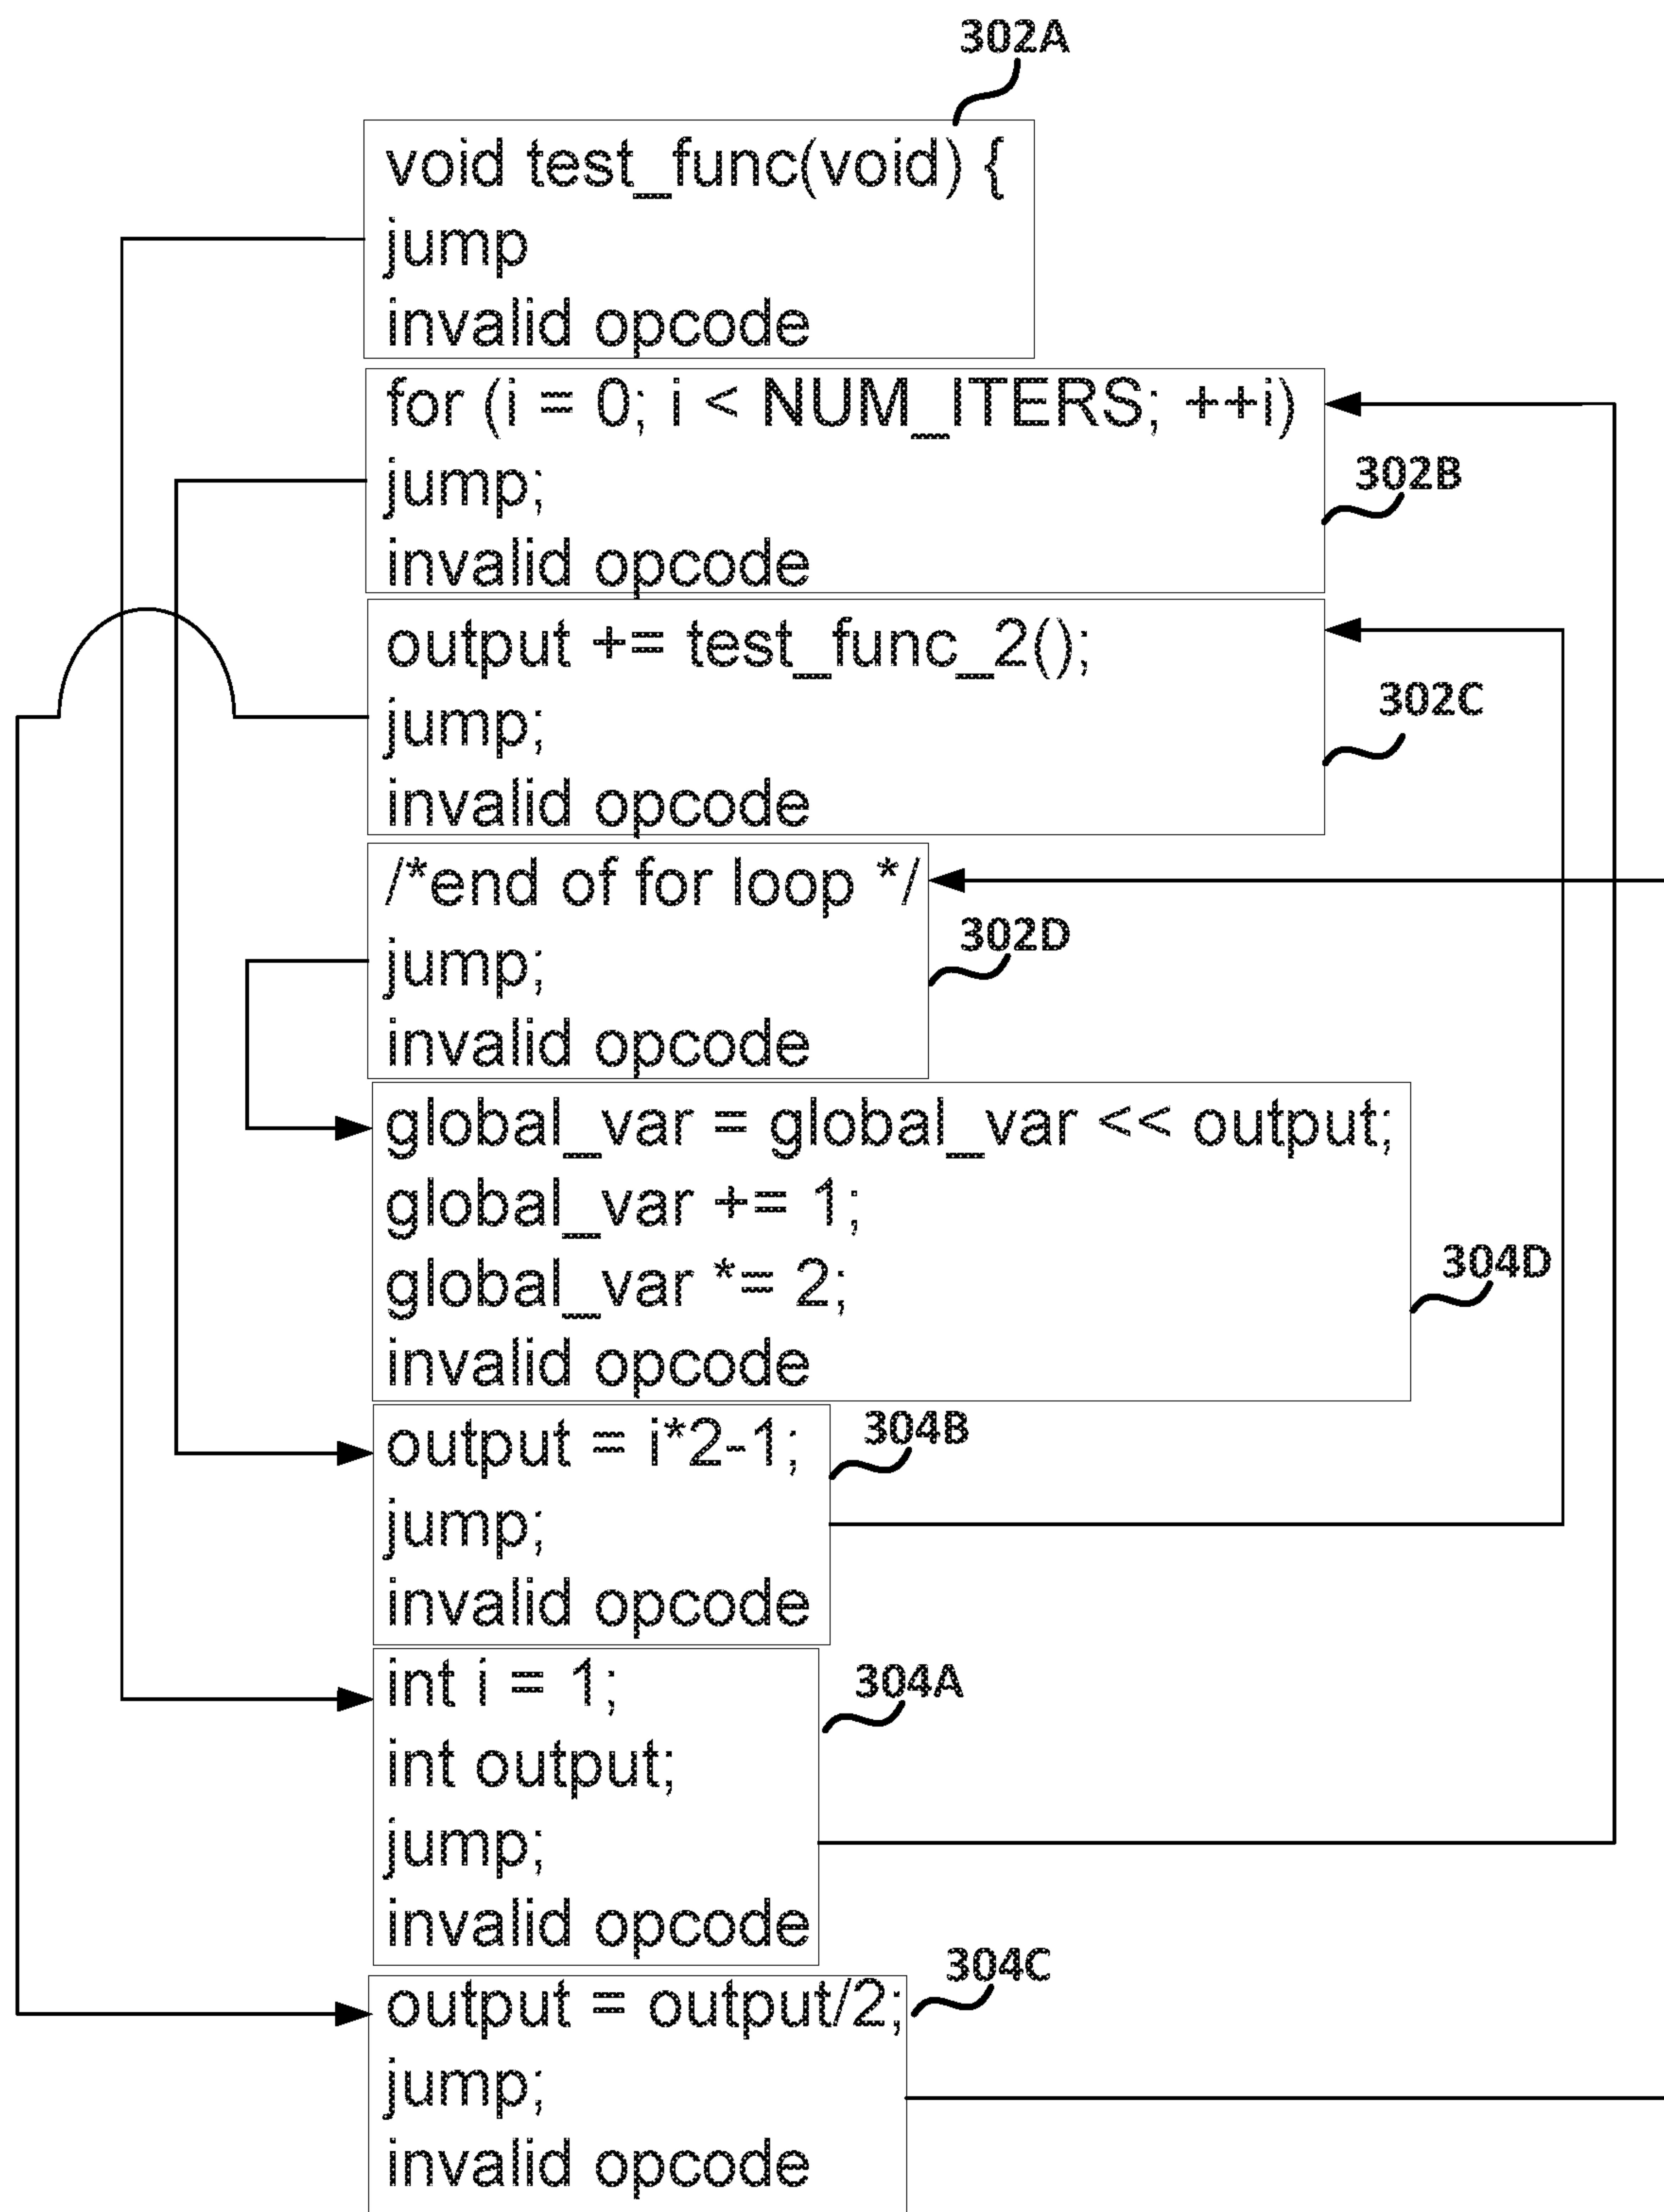 302A
void test_func(void) {
jump
invalid opcode
for (i = 0; i < NUM_ITERS; ++i)
jump;
302B
invalid opcode
output += test_func_2();
jump;
302C
invalid opcode
/*end of for loop */
jump;
302D
invalid opcode
global_var = global_var << output;
global_var += 1;
global_var *= 2;
304D
invalid opcode
output = i*2-1;
304B
jump;
invalid opcode
int i = 1;
304A
int output;
jump;
invalid opcode
304C
output = output/2;
jump;
invalid opcode